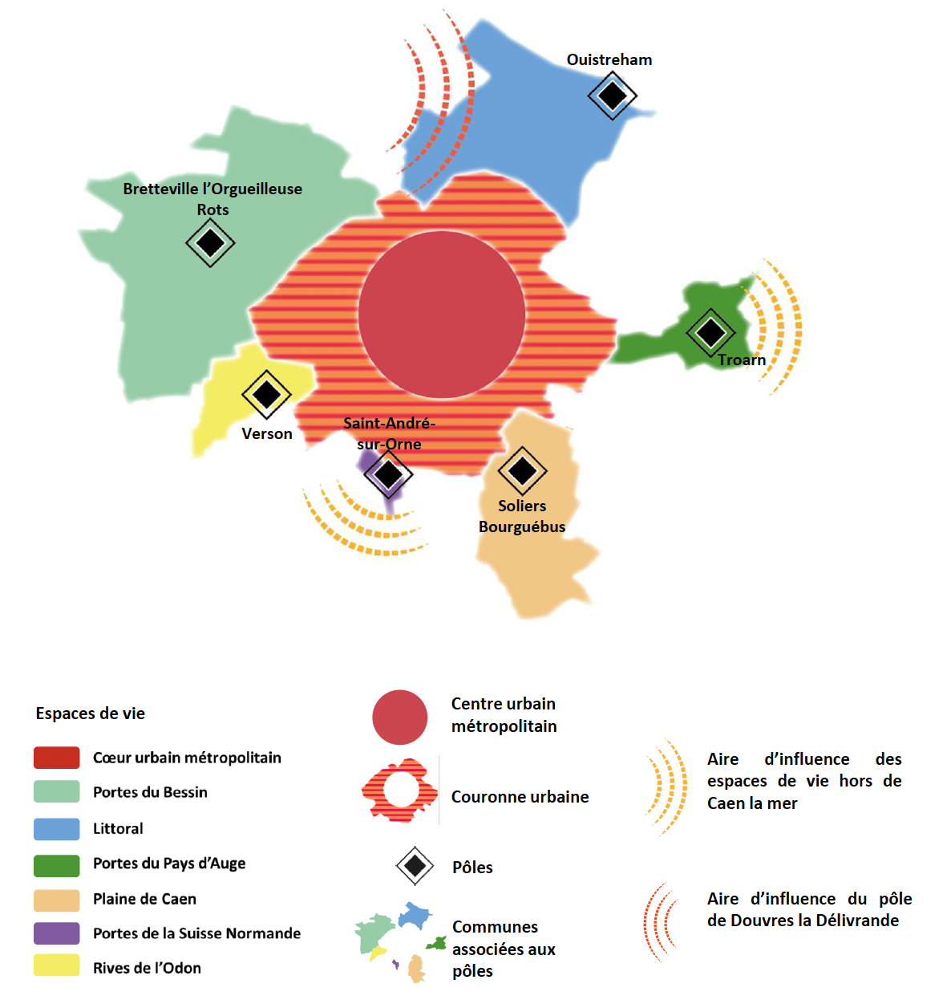 Ouistreham
Bretteville l'Orgueilleuse
Rots
Troarn
Verson
Saint-André-
sur-Orne
Soliers
Bourguébus
Espaces de vie
Cœur urbain métropolitain
Portes du Bessin
Littoral
Portes du Pays d'Auge
Plaine de Caen
Portes de la Suisse Normande
Rives de l'Odon
Centre urbain
métropolitain
Couronne urbaine
Pôles
Communes
associées aux
pôles
Aire d'influence des
espaces de vie hors de
Caen la mer
Aire d'influence du pôle
de Douvres la Délivrande